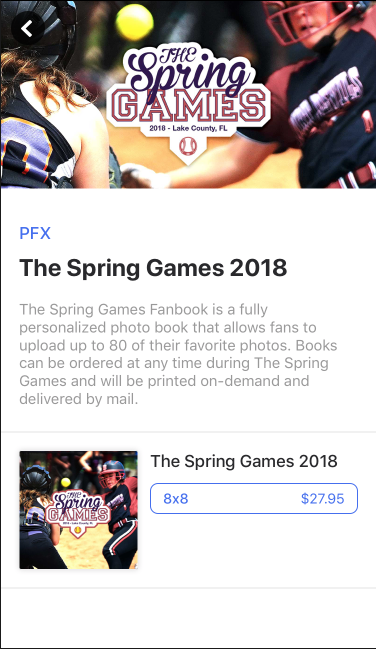 THE
Spring
GAMES
2018 - Lake County, FL
PFX
The Spring Games 2018
The Spring Games Fanbook is a fully
personalized photo book that allows fans to
upload up to 80 of their favorite photos. Books
can be ordered at any time during The Spring
Games and will be printed on-demand and
delivered by mail.
The Spring Games 2018
8x8 $27.95
THE
Spring
GAMES
2018 - Lake County, FL